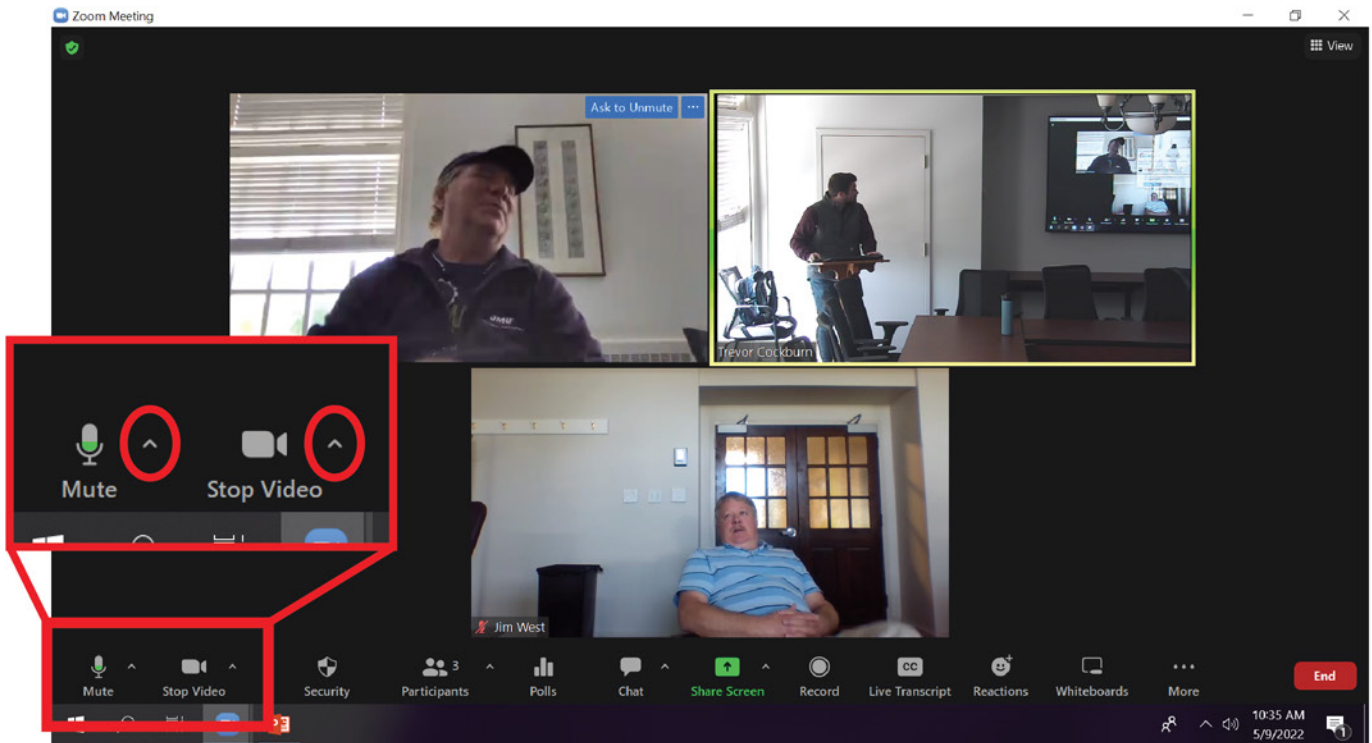 Zoom Meeting
View
Ask to Unmute
Trevor Cockburn
Mute
Stop Video
Jim West
Mute
Stop Video
Security
3
Participants
Polls
Chat
Share Screen
Record
CC
Live Transcript
Reactions
Whiteboards
More
End
10:35 AM
5/9/2022
1